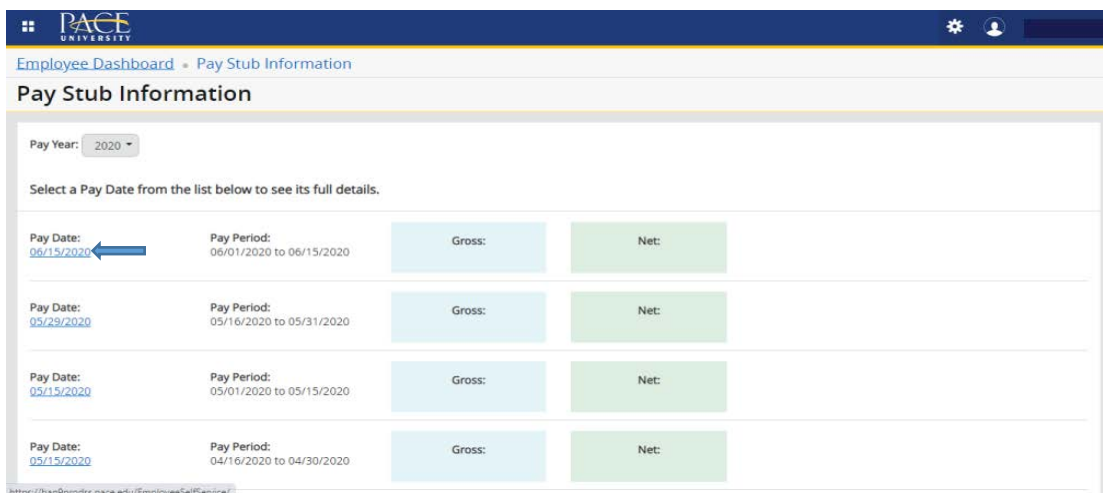 PACE
UNIVERSITY
Employee Dashboard • Pay Stub Information
Pay Stub Information
Pay Year: 2020
Select a Pay Date from the list below to see its full details.
Pay Date: Pay Period: Gross: Net:
06/15/2020 06/01/2020 to 06/15/2020
Pay Date: Pay Period: Gross: Net:
05/29/2020 05/16/2020 to 05/31/2020
Pay Date: Pay Period: Gross: Net:
05/15/2020 05/01/2020 to 05/15/2020
Pay Date: Pay Period: Gross: Net:
05/15/2020 04/16/2020 to 04/30/2020